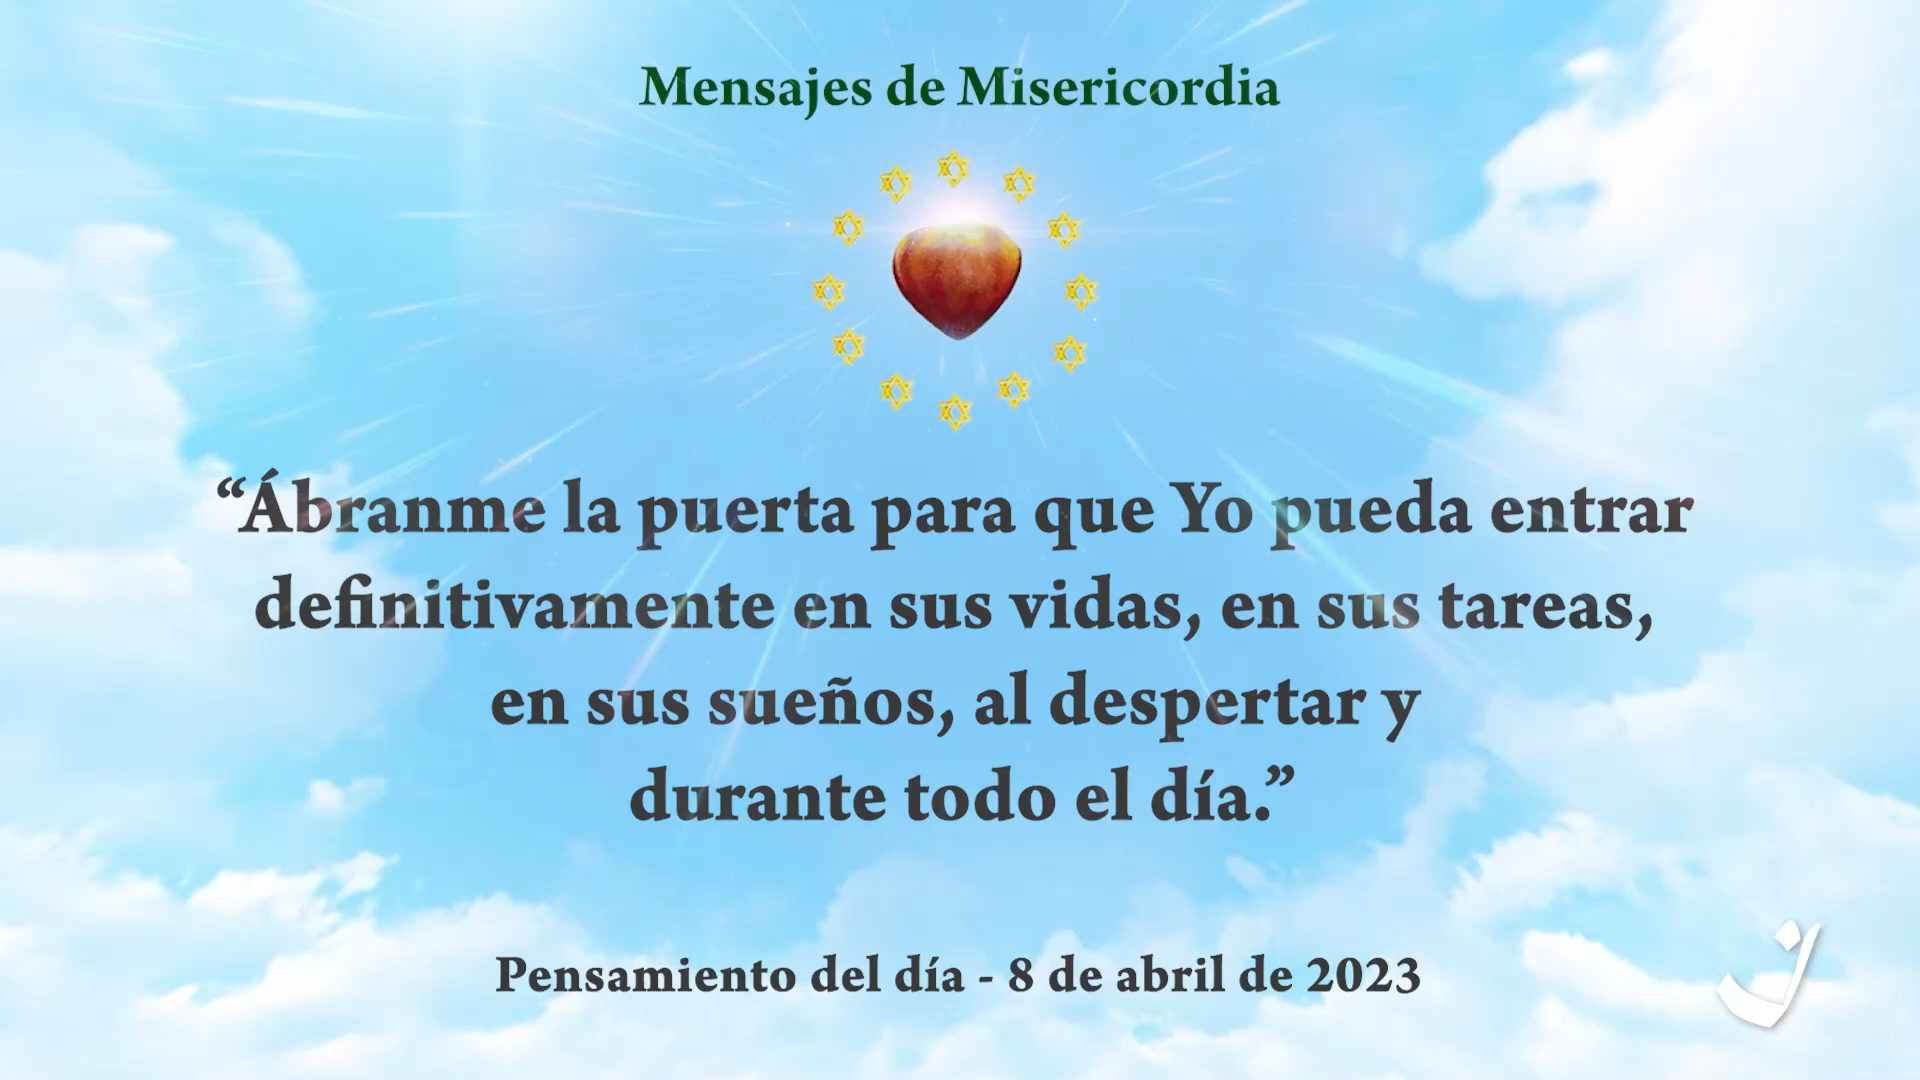 Mensajes de Misericordia
“Ábranme la puerta para que Yo pueda entrar
definitivamente en sus vidas, en sus tareas,
en sus sueños, al despertar y
durante todo el día.”
Pensamiento del día - 8 de abril de 2023